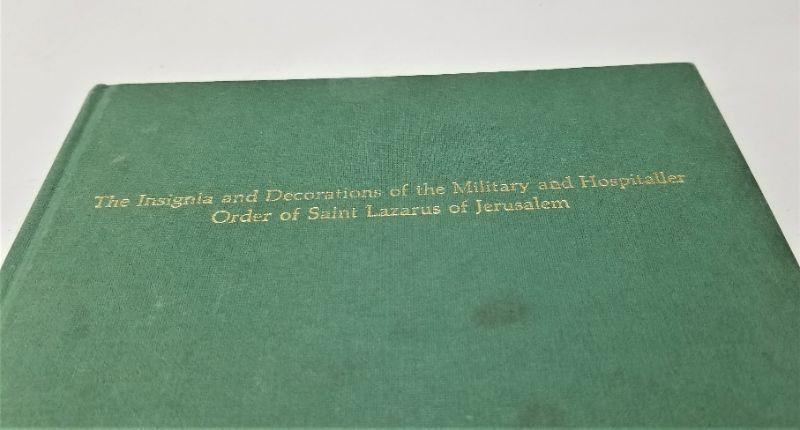 The Insignia and Decorations of the Military and Hospitaller
Order of Saint Lazarus of Jerusalem